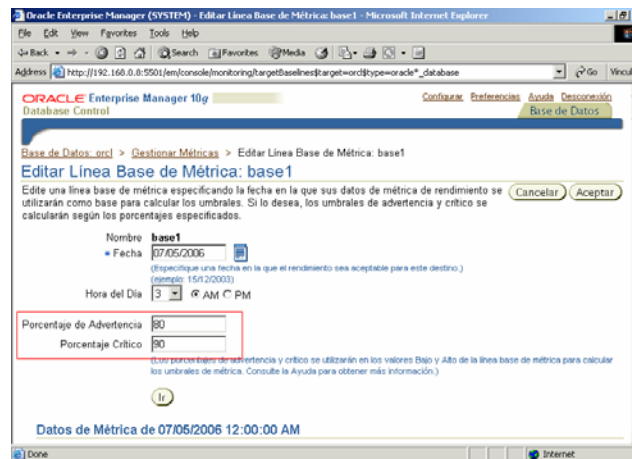 Oracle Enterprise Manager (SYSTEM) - Editar Línea Base de Métrica: base1 - Microsoft Internet Explorer
File Edit View Favorites Tools Help
Back Search Favorites Media
Address http://192.168.0.8:5501/em/console/monitoring/targetBaselines$target=orcl$type=oracle*_database Go Víncul
ORACLE Enterprise Manager 10g
Database Control
Configurar Preferencias Ayuda Desconexión
Base de Datos
Base de Datos: orcl > Gestionar Métricas > Editar Línea Base de Métrica: base1
Editar Línea Base de Métrica: base1
Edite una línea base de métrica especificando la fecha en la que sus datos de métrica de rendimiento se
utilizarán como base para calcular los umbrales. Si lo desea, los umbrales de advertencia y crítico se
calcularán según los porcentajes especificados.
Cancelar Aceptar
Nombre base1
* Fecha 07/05/2006
(Especifique una fecha en la que el rendimiento sea aceptable para este destino.)
(ejemplo: 15/12/2003)
Hora del Día 3 AM PM
Porcentaje de Advertencia 80
Porcentaje Crítico 90
(Los porcentajes de advertencia y crítico se utilizarán en los valores Bajo y Alto de la línea base de métrica para calcular
los umbrales de métrica. Consulte la Ayuda para obtener más información.)
Ir
Datos de Métrica de 07/05/2006 12:00:00 AM
Done Internet